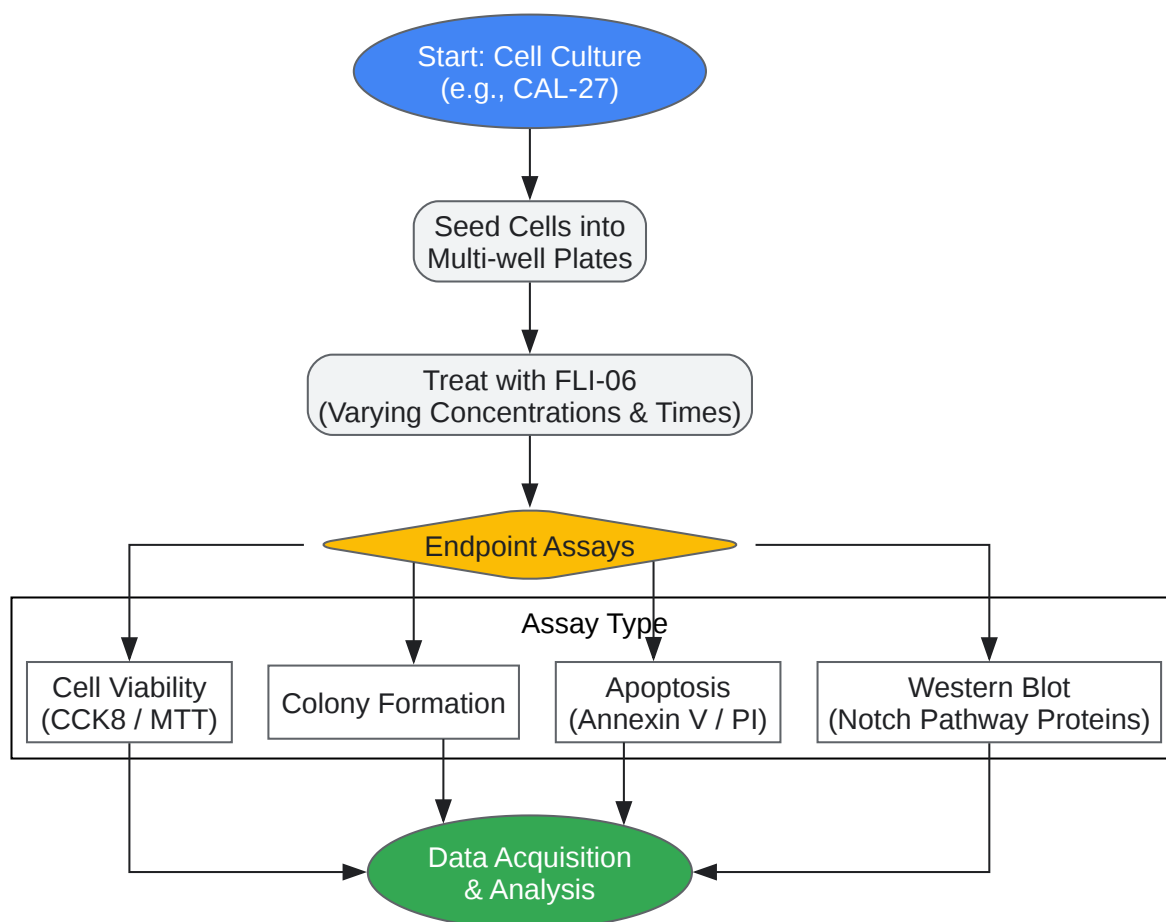 Start: Cell Culture
(e.g., CAL-27)
Seed Cells into
Multi-well Plates
Treat with FLI-06
(Varying Concentrations & Times)
Endpoint Assays
Assay Type
Cell Viability
(CCK8 / MTT)
Colony Formation
Apoptosis
(Annexin V / PI)
Western Blot
(Notch Pathway Proteins)
Data Acquisition
& Analysis